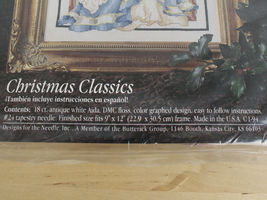 Christmas Classics
¡También incluye instrucciones en español!
Contents: 18 ct. antique white Aida, DMC floss, color graphed design, easy to follow instructions,
#24 tapestry needle. Finished size fits 9" x 12" (22.9 x 30.5 cm) frame. Made in the U.S.A. ©1.94
Designs for the Needle, Inc. A Member of the Butterick Group, 1146 Booth, Kansas City, KS 66103